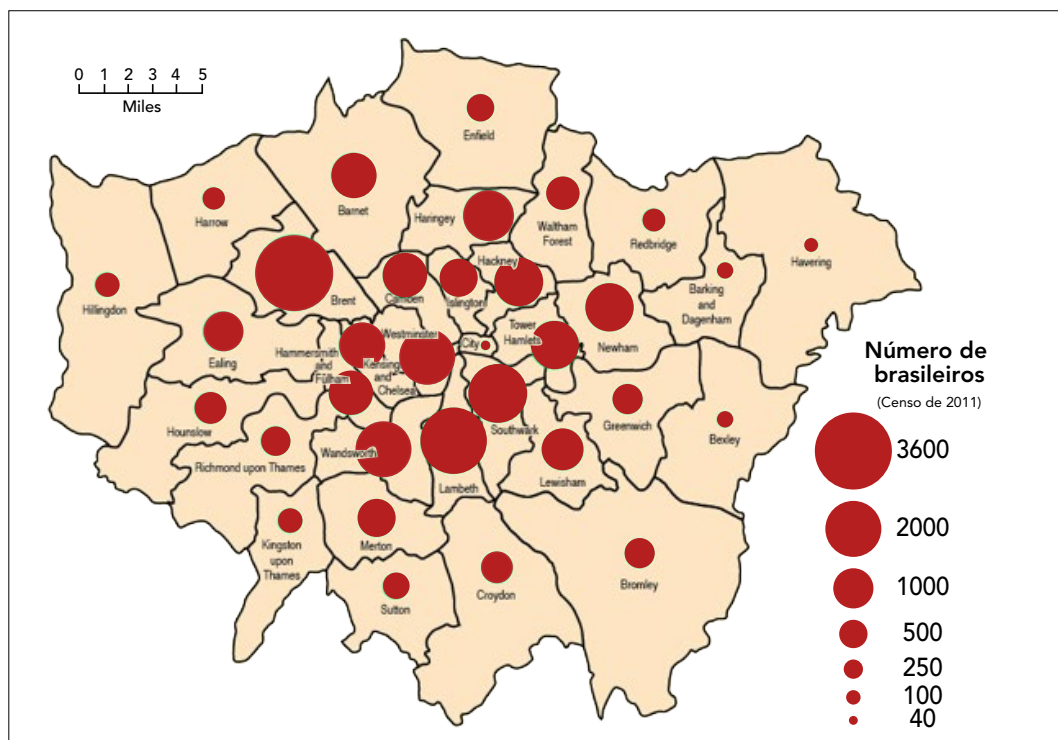 0 1 2 3 4 5
Miles
Enfield
Barnet
Haringey
Harrow
Waltham
Forest
Redbridge
Havering
Hackney
Hillingdon
Brent
Camden
Islington
Barking
and
Dagenham
Ealing
Westminster
City
Tower
Hamlets
Newham
Hammersmith
and
Fulham
Kensing
and
Chelsea
Hounslow
Southwark
Greenwich
Bexley
Richmond upon Thames
Wandsworth
Lambeth
Lewisham
Kingston
upon
Thames
Merton
Sutton
Croydon
Bromley
Número de
brasileiros
(Censo de 2011)
3600
2000
1000
500
250
100
40